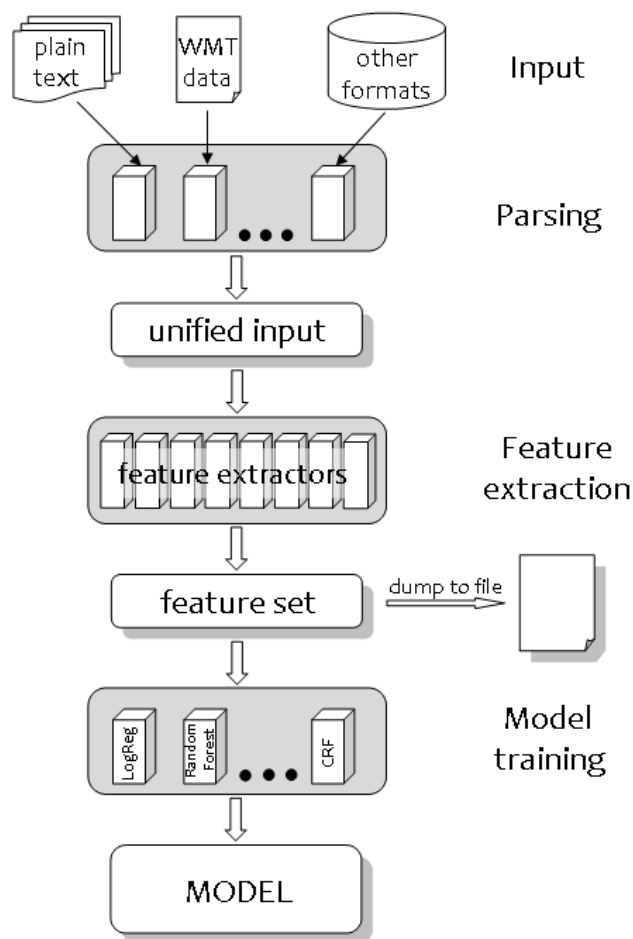 plain
text
WMT
data
other
formats
Input
Parsing
unified input
feature extractors
Feature
extraction
feature set
dump to file
LogReg
Random
Forest
CRF
Model
training
MODEL